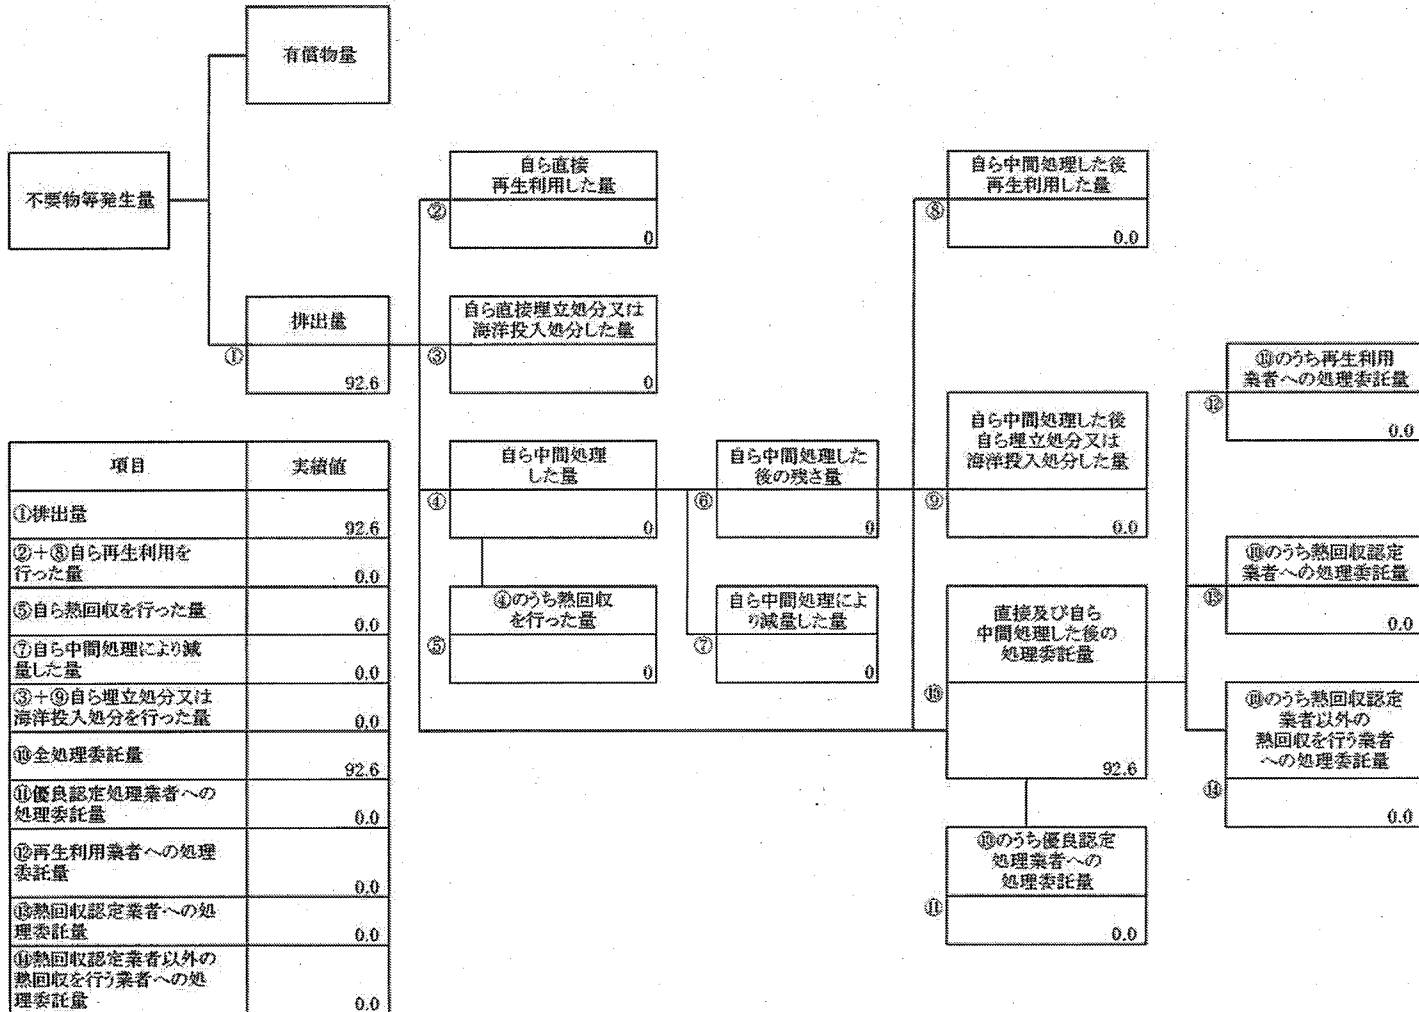 有償物量
不要物等発生量
排出量
①
92.6
自ら直接
再生利用した量
②
0
自ら直接埋立処分又は
海洋投入処分した量
③
0
自ら中間処理
した量
④
0
④のうち熱回収
を行った量
⑤
0
自ら中間処理した
後の残さ量
⑥
0
自ら中間処理によ
り減量した量
⑦
0
自ら中間処理した後
再生利用した量
⑧
0.0
自ら中間処理した後
自ら埋立処分又は
海洋投入処分した量
⑨
0.0
直接及び自ら
中間処理した後の
処理委託量
⑩
92.6
⑩のうち優良認定
処理業者への
処理委託量
⑪
0.0
⑩のうち再生利用
業者への処理委託量
⑫
0.0
⑩のうち熱回収認定
業者への処理委託量
⑬
0.0
⑩のうち熱回収認定
業者以外の
熱回収を行う業者
への処理委託量
⑭
0.0
項目 実績値
①排出量 92.6
②+⑧自ら再生利用を
行った量 0.0
⑤自ら熱回収を行った量 0.0
⑦自ら中間処理により減
量した量 0.0
③+⑨自ら埋立処分又は
海洋投入処分を行った量 0.0
⑩全処理委託量 92.6
⑪優良認定処理業者への
処理委託量 0.0
⑫再生利用業者への処理
委託量 0.0
⑬熱回収認定業者への処
理委託量 0.0
⑭熱回収認定業者以外の
熱回収を行う業者への処
理委託量 0.0